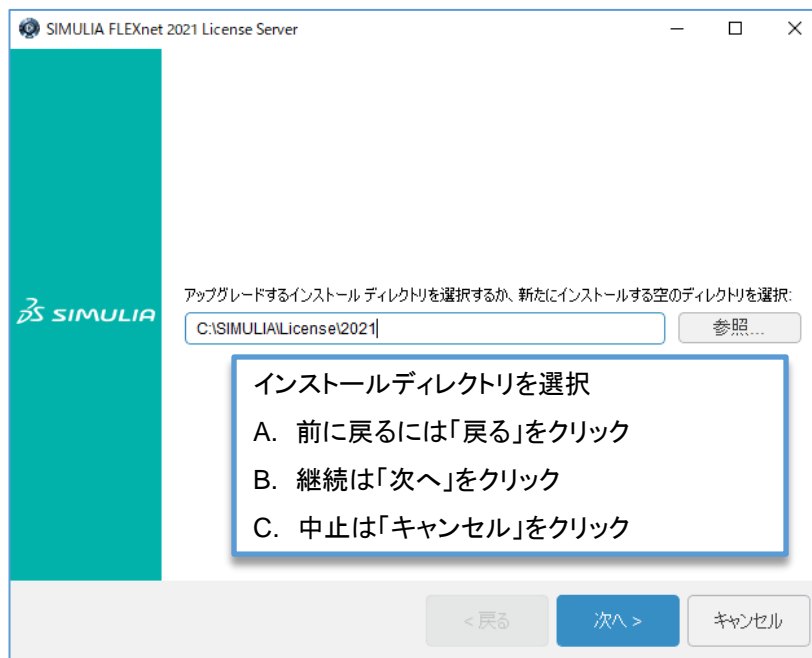 SIMULIA FLEXnet 2021 License Server
アップグレードするインストール ディレクトリを選択するか、新たにインストールする空のディレクトリを選択:
C:\SIMULIA\License\2021
参照...
SIMULIA
インストールディレクトリを選択
A. 前に戻るには「戻る」をクリック
B. 継続は「次へ」をクリック
C. 中止は「キャンセル」をクリック
< 戻る
次へ >
キャンセル